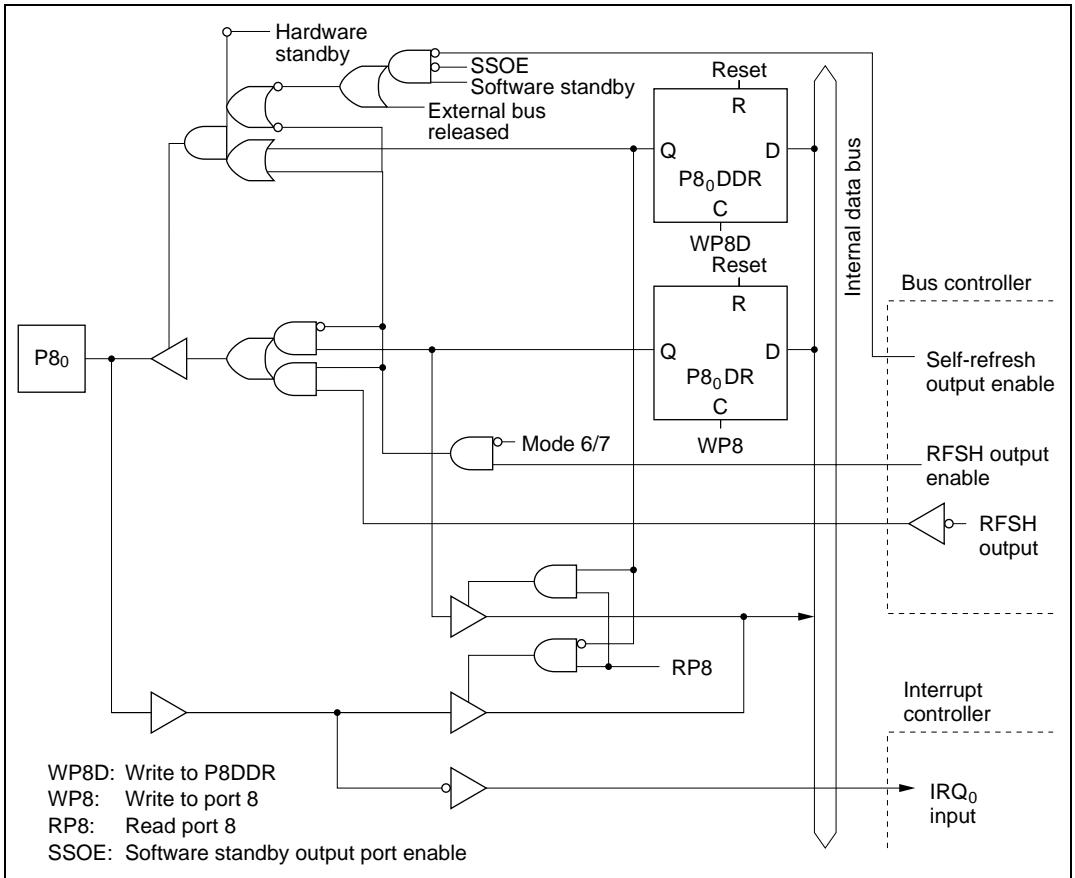 Hardware
standby
SSOE
Software standby
External bus
released
Reset
R
Q
D
P8₀DDR
C
WP8D
Internal data bus
Reset
R
Q
D
P8₀DR
C
WP8
Bus controller
Self-refresh
output enable
P8₀
Mode 6/7
RFSH output
enable
RFSH
output
RP8
Interrupt
controller
IRQ₀
input
WP8D: Write to P8DDR
WP8: Write to port 8
RP8: Read port 8
SSOE: Software standby output port enable